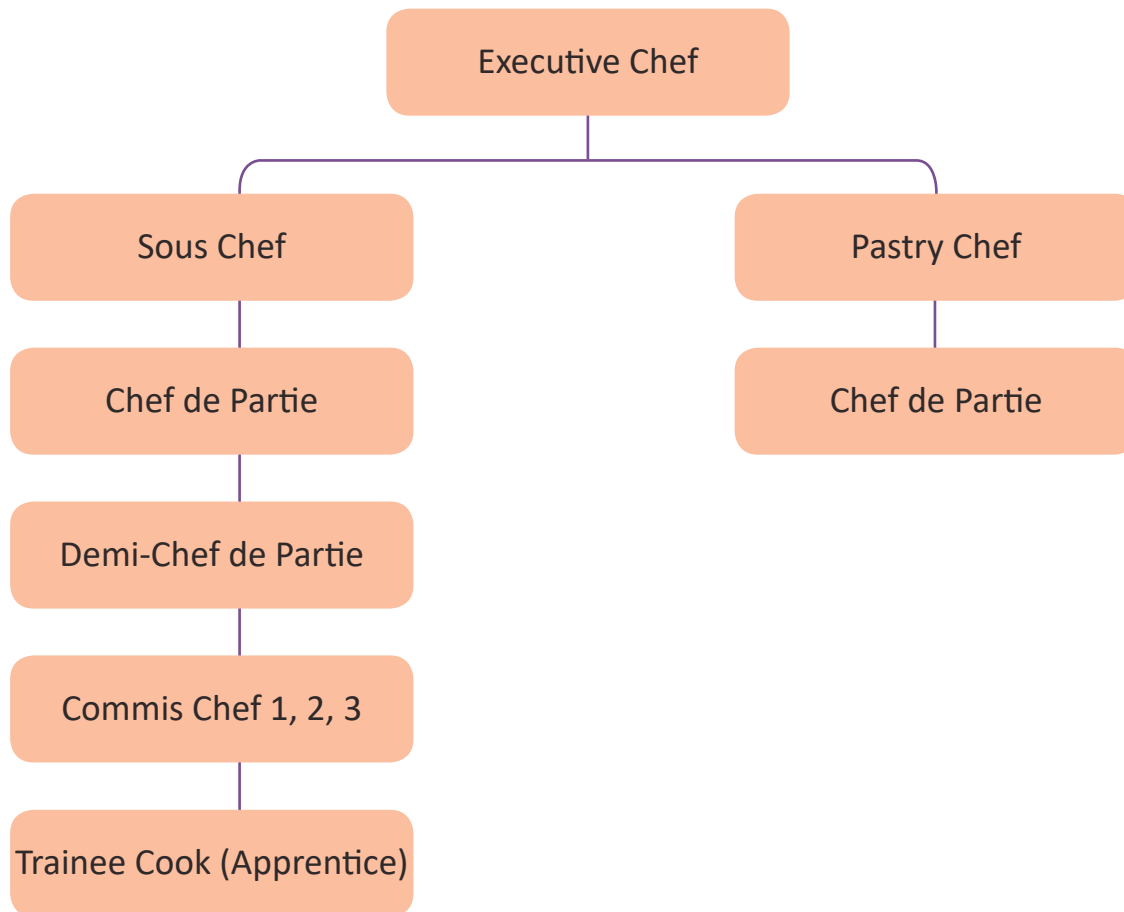 Executive Chef
Sous Chef
Pastry Chef
Chef de Partie
Chef de Partie
Demi-Chef de Partie
Commis Chef 1, 2, 3
Trainee Cook (Apprentice)